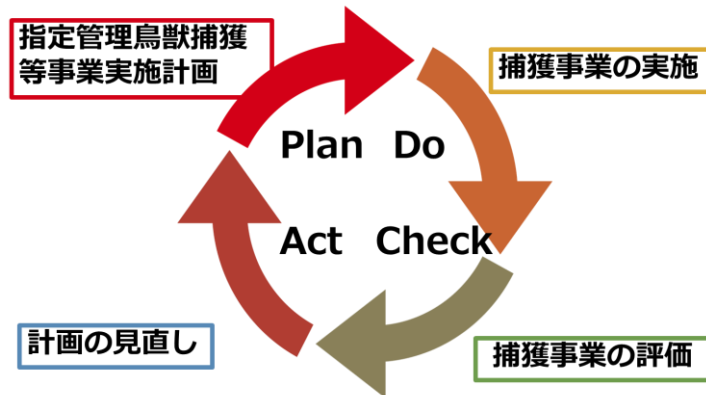 指定管理鳥獣捕獲
等事業実施計画
捕獲事業の実施
Plan Do
Act Check
計画の見直し
捕獲事業の評価